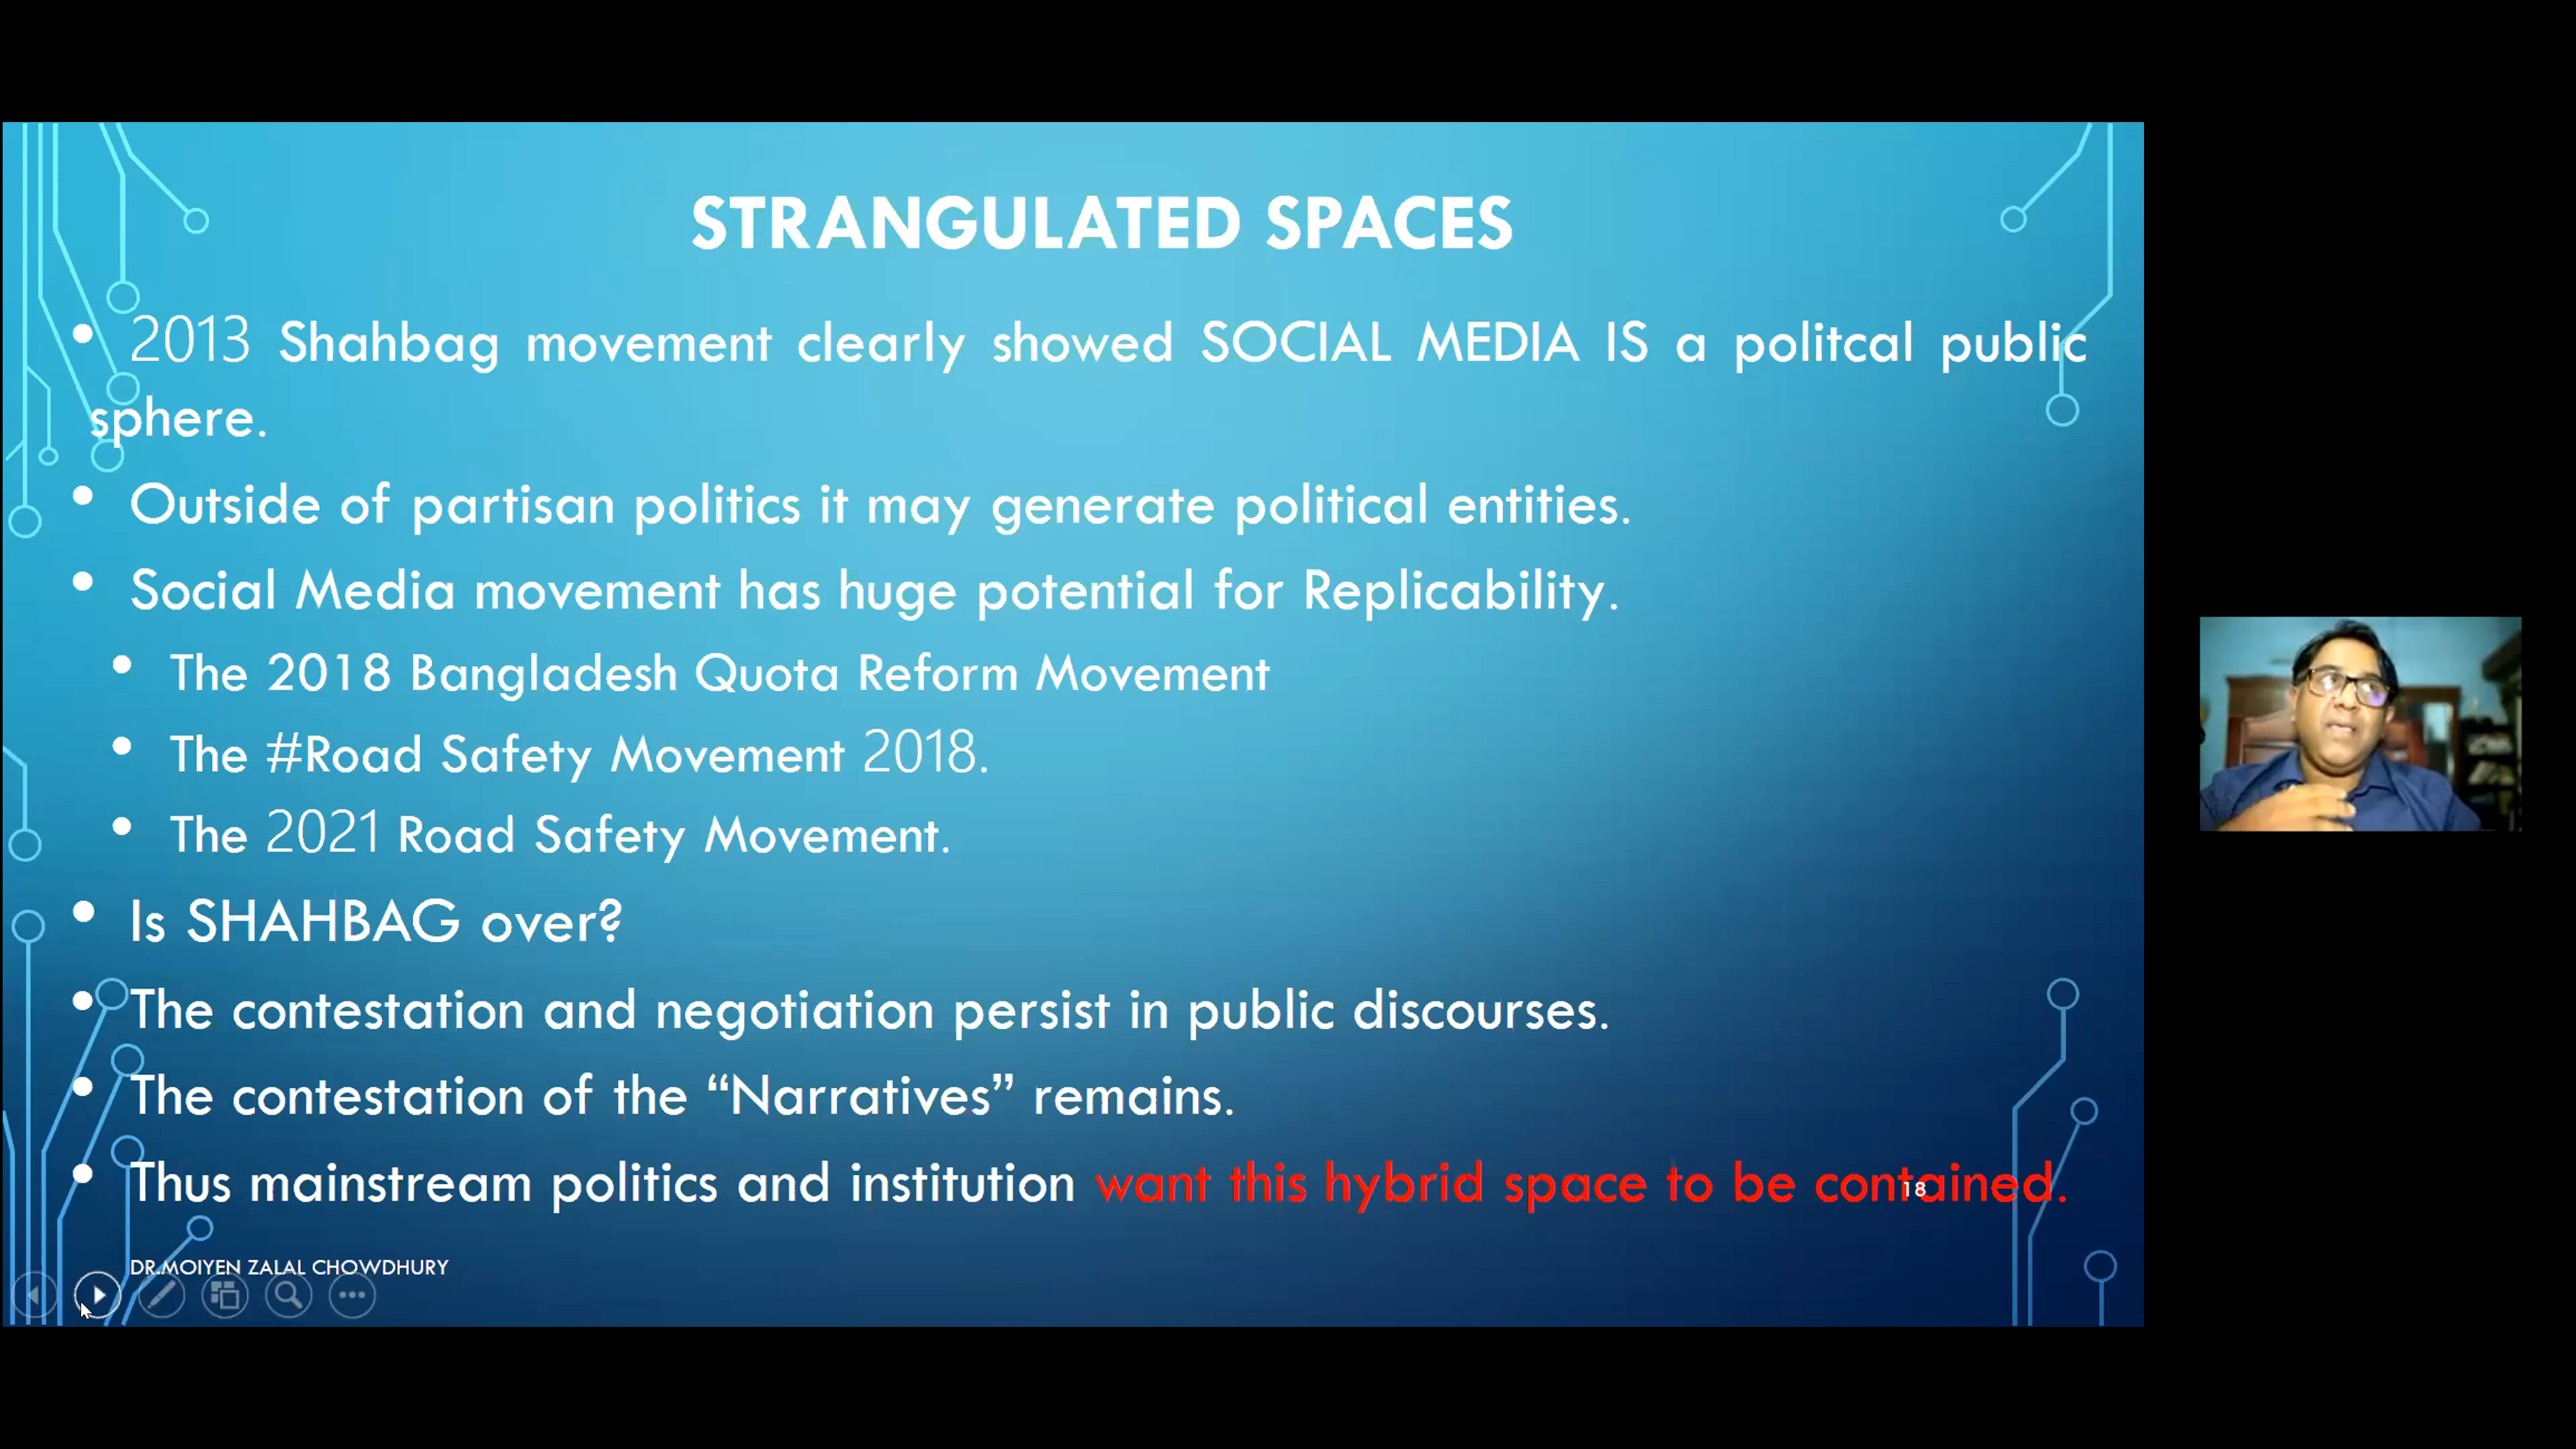 STRANGULATED SPACES
• 2013 Shahbag movement clearly showed SOCIAL MEDIA IS a politcal public
sphere.
• Outside of partisan politics it may generate political entities.
• Social Media movement has huge potential for Replicability.
• The 2018 Bangladesh Quota Reform Movement
• The #Road Safety Movement 2018.
• The 2021 Road Safety Movement.
• Is SHAHBAG over?
• The contestation and negotiation persist in public discourses.
• The contestation of the “Narratives” remains.
• Thus mainstream politics and institution want this hybrid space to be contained.
18
DR.MOIYEN ZALAL CHOWDHURY